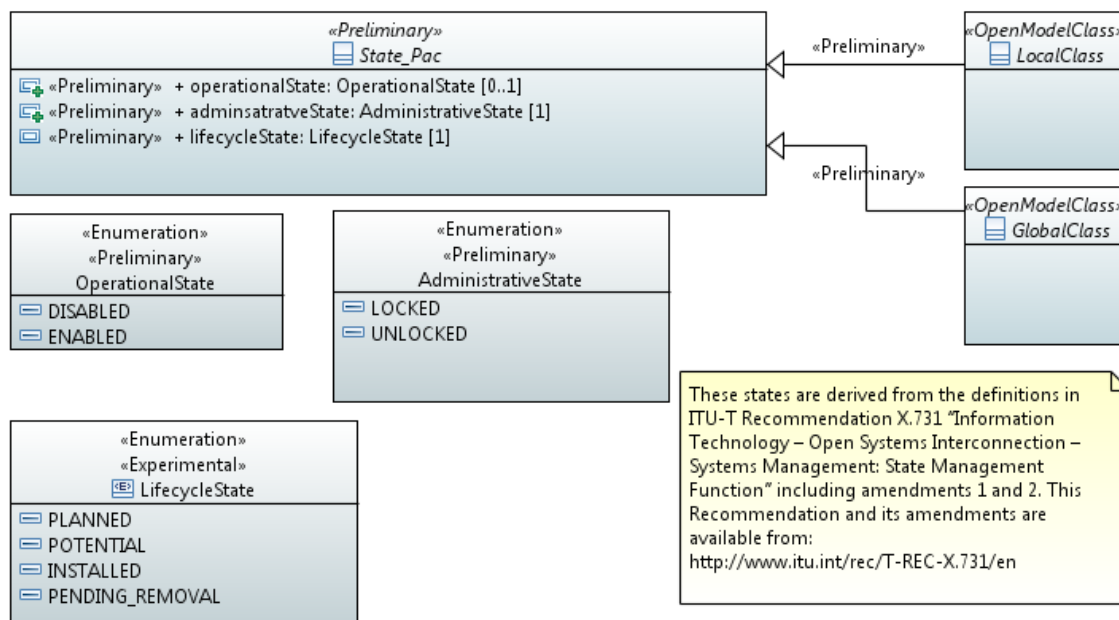 «Preliminary»
State_Pac
«Preliminary» + operationalState: OperationalState [0..1]
«Preliminary» + adminsatratveState: AdministrativeState [1]
«Preliminary» + lifecycleState: LifecycleState [1]
«Preliminary»
«OpenModelClass»
LocalClass
«Preliminary»
«OpenModelClass»
GlobalClass
«Enumeration»
«Preliminary»
OperationalState
DISABLED
ENABLED
«Enumeration»
«Preliminary»
AdministrativeState
LOCKED
UNLOCKED
«Enumeration»
«Experimental»
«E» LifecycleState
PLANNED
POTENTIAL
INSTALLED
PENDING_REMOVAL
These states are derived from the definitions in
ITU-T Recommendation X.731 “Information
Technology – Open Systems Interconnection –
Systems Management: State Management
Function” including amendments 1 and 2. This
Recommendation and its amendments are
available from:
http://www.itu.int/rec/T-REC-X.731/en